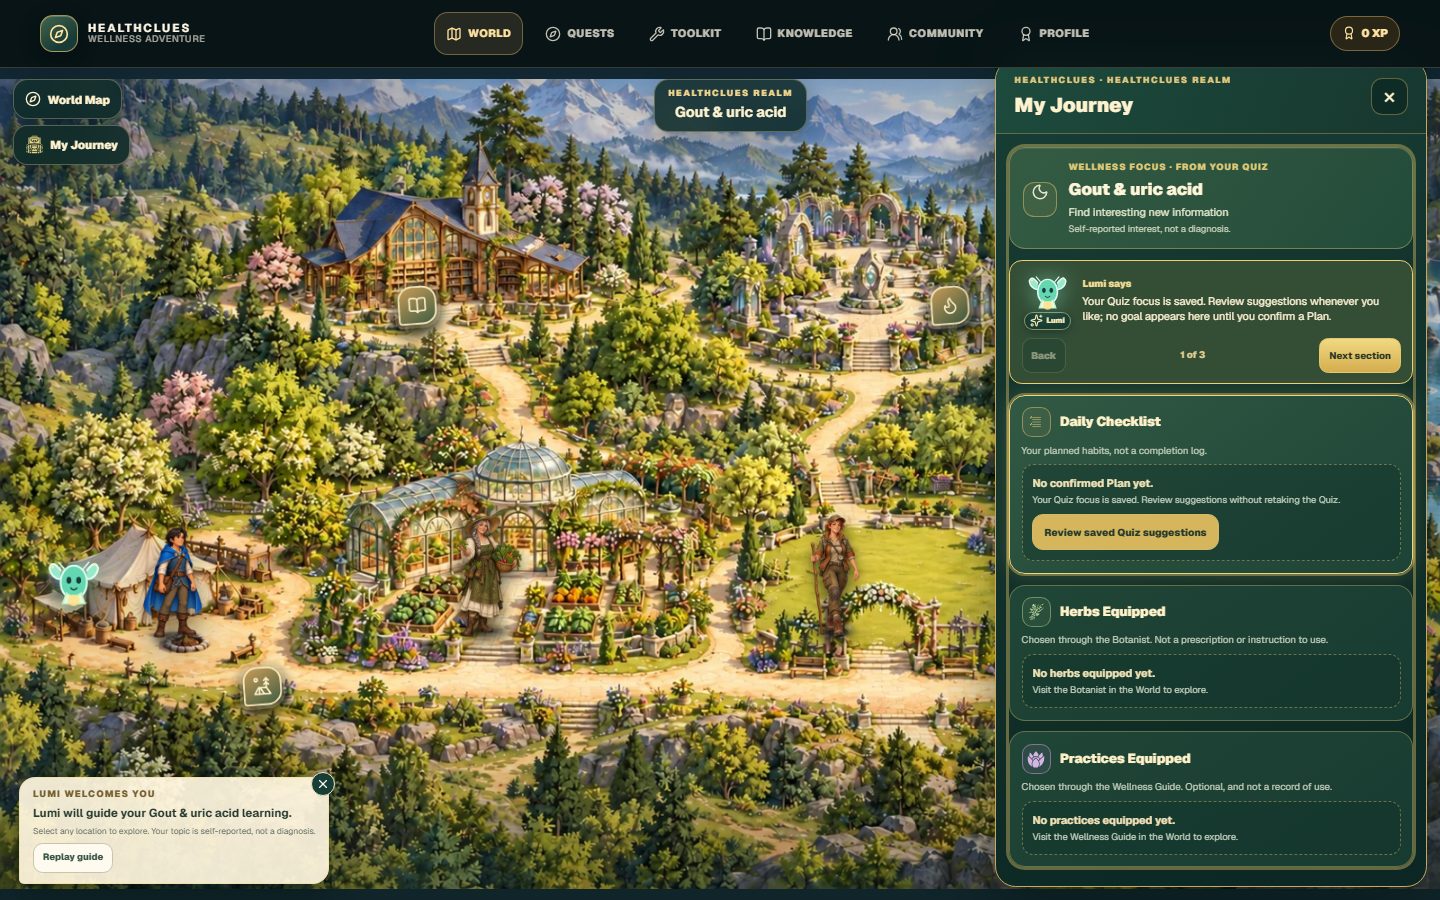 HEALTHCLUES
WELLNESS ADVENTURE
WORLD
QUESTS
TOOLKIT
KNOWLEDGE
COMMUNITY
PROFILE
0 XP
World Map
My Journey
HEALTHCLUES REALM
Gout & uric acid
HEALTHCLUES · HEALTHCLUES REALM
My Journey
WELLNESS FOCUS · FROM YOUR QUIZ
Gout & uric acid
Find interesting new information
Self-reported interest, not a diagnosis.
Lumi says
Your Quiz focus is saved. Review suggestions whenever you
like; no goal appears here until you confirm a Plan.
Lumi
Back
1 of 3
Next section
Daily Checklist
Your planned habits, not a completion log.
No confirmed Plan yet.
Your Quiz focus is saved. Review suggestions without retaking the Quiz.
Review saved Quiz suggestions
Herbs Equipped
Chosen through the Botanist. Not a prescription or instruction to use.
No herbs equipped yet.
Visit the Botanist in the World to explore.
Practices Equipped
Chosen through the Wellness Guide. Optional, and not a record of use.
No practices equipped yet.
Visit the Wellness Guide in the World to explore.
LUMI WELCOMES YOU
Lumi will guide your Gout & uric acid learning.
Select any location to explore. Your topic is self-reported, not a diagnosis.
Replay guide